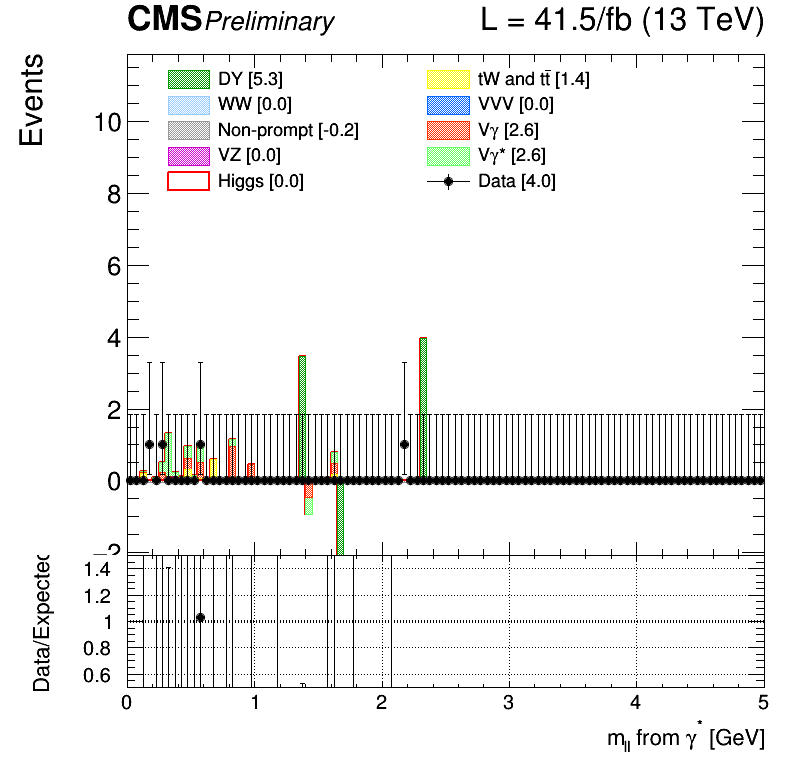 CMS Preliminary L = 41.5/fb (13 TeV)
Events
DY [5.3] tW and tt̄ [1.4]
WW [0.0] VVV [0.0]
Non-prompt [-0.2] Vγ [2.6]
VZ [0.0] Vγ* [2.6]
Higgs [0.0] Data [4.0]
10
8
6
4
2
0
−2
Data/Expected
1.4
1.2
1
0.8
0.6
0 1 2 3 4 5
m_ll from γ* [GeV]